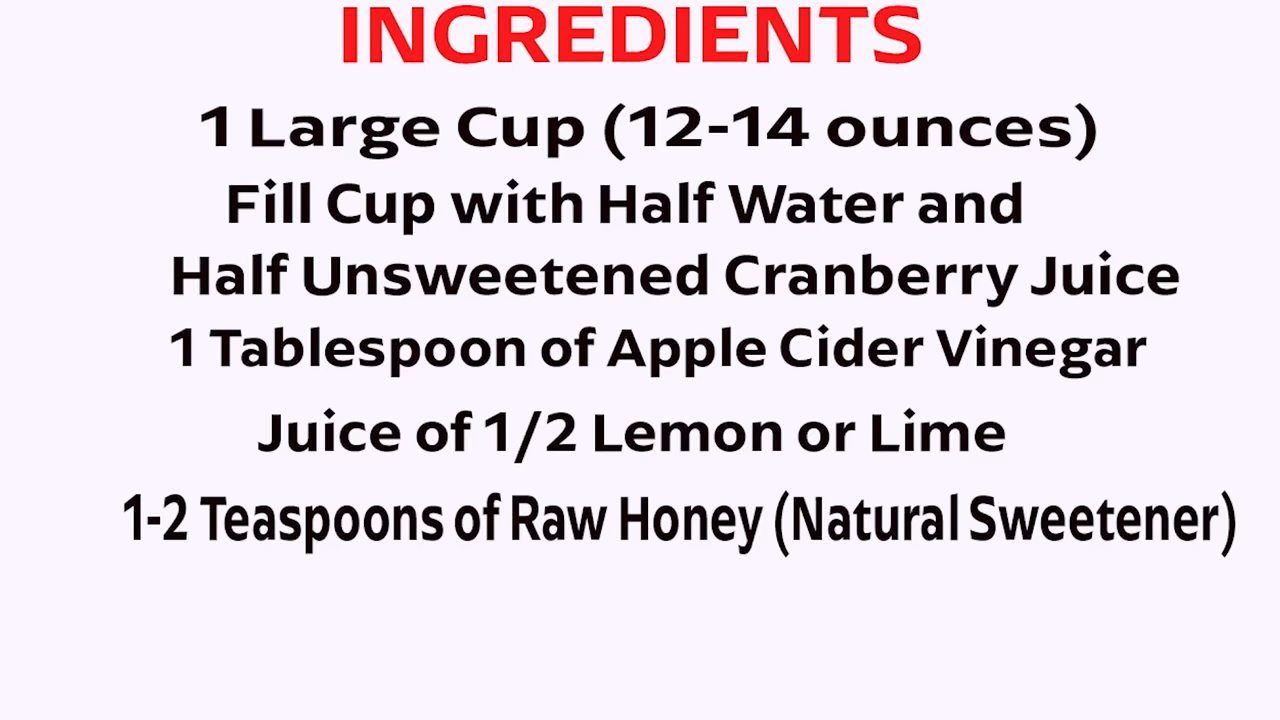 INGREDIENTS
1 Large Cup (12-14 ounces)
Fill Cup with Half Water and
Half Unsweetened Cranberry Juice
1 Tablespoon of Apple Cider Vinegar
Juice of 1/2 Lemon or Lime
1-2 Teaspoons of Raw Honey (Natural Sweetener)